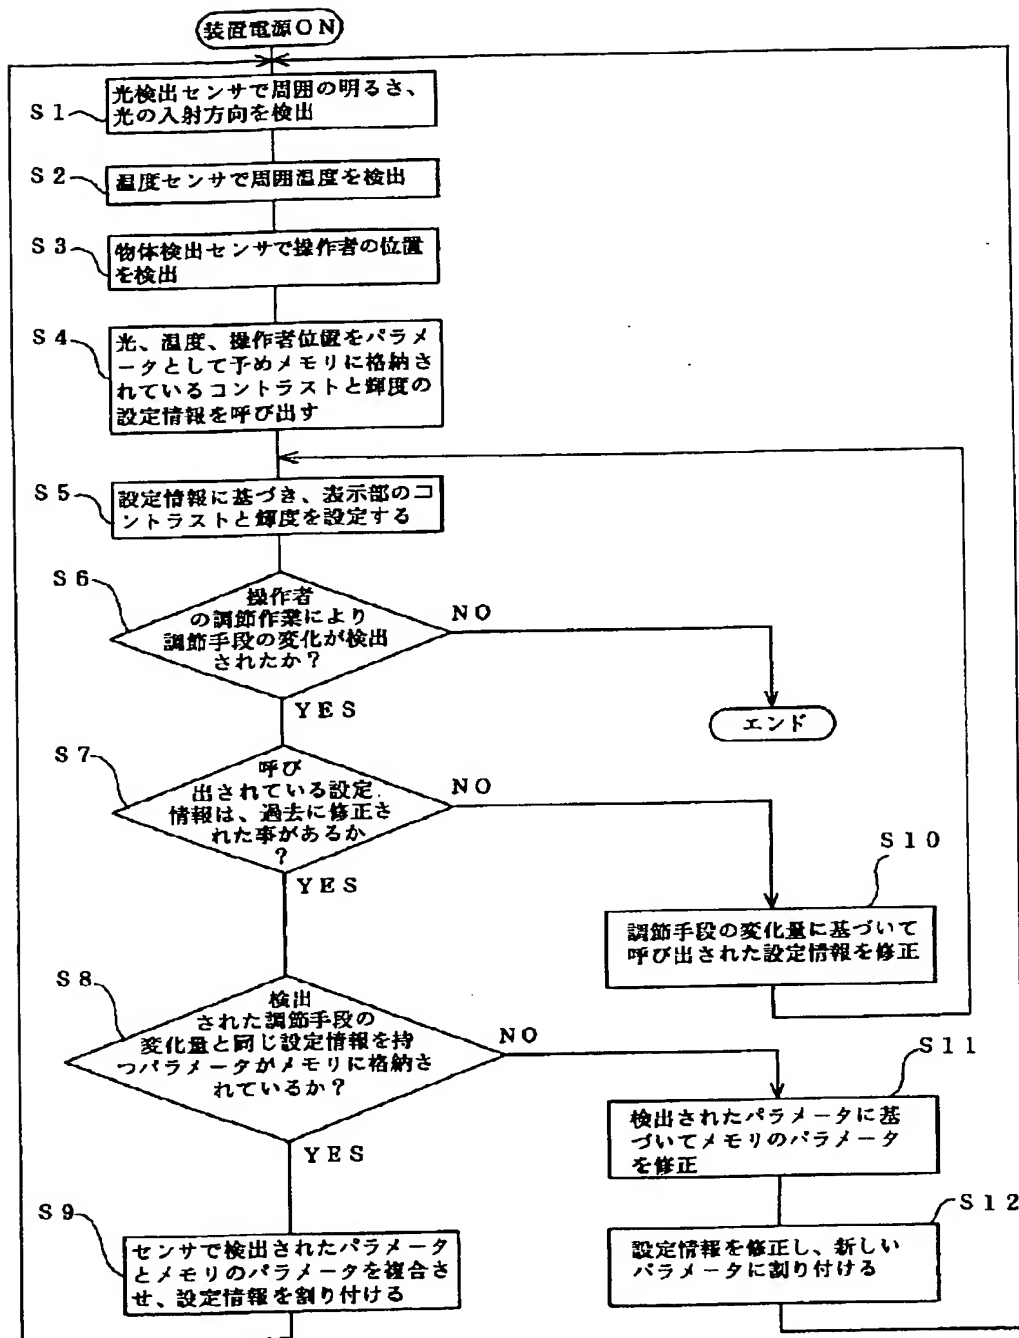 装置電源ON
S1
光検出センサで周囲の明るさ、
光の入射方向を検出
S2
温度センサで周囲温度を検出
S3
物体検出センサで操作者の位置
を検出
S4
光、温度、操作者位置をパラメ
ータとして予めメモリに格納さ
れているコントラストと輝度の
設定情報を呼び出す
S5
設定情報に基づき、表示部のコ
ントラストと輝度を設定する
S6
操作者
の調節作業により
調節手段の変化が検出
されたか？
NO
YES
エンド
S7
呼び
出されている設定
情報は、過去に修正さ
れた事があるか
？
NO
YES
S10
調節手段の変化量に基づいて
呼び出された設定情報を修正
S8
検出
された調節手段の
変化量と同じ設定情報を持
つパラメータがメモリに格納さ
れているか？
NO
YES
S11
検出されたパラメータに基
づいてメモリのパラメータ
を修正
S9
センサで検出されたパラメータ
とメモリのパラメータを複合さ
せ、設定情報を割り付ける
S12
設定情報を修正し、新しい
パラメータに割り付ける